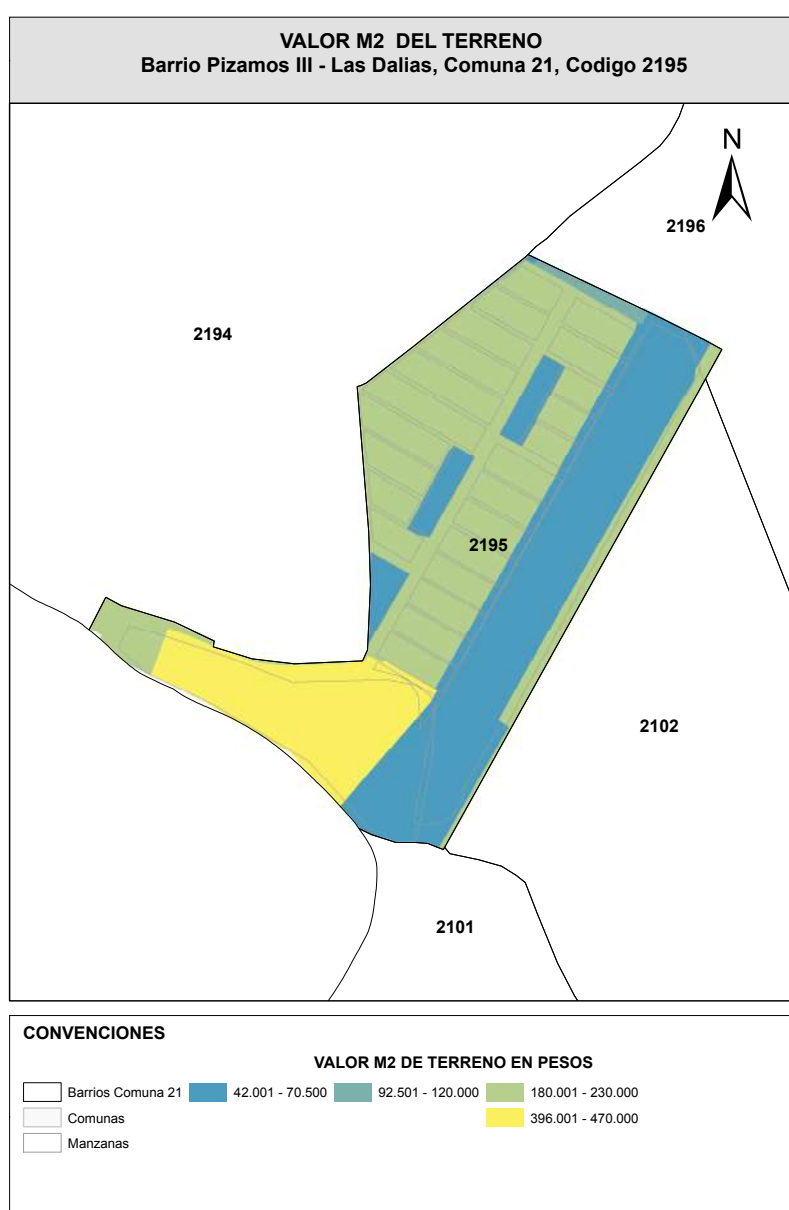 VALOR M2 DEL TERRENO
Barrio Pizamos III - Las Dalias, Comuna 21, Codigo 2195
N
2196
2194
2195
2102
2101
CONVENCIONES
VALOR M2 DE TERRENO EN PESOS
Barrios Comuna 21 42.001 - 70.500 92.501 - 120.000 180.001 - 230.000
Comunas 396.001 - 470.000
Manzanas